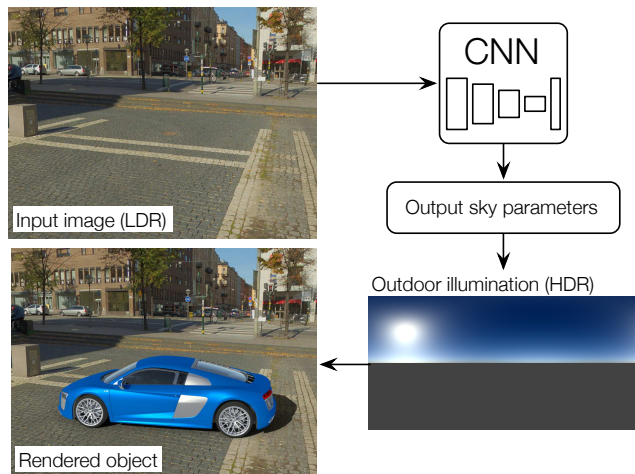 CNN
Input image (LDR)
Output sky parameters
Outdoor illumination (HDR)
Rendered object